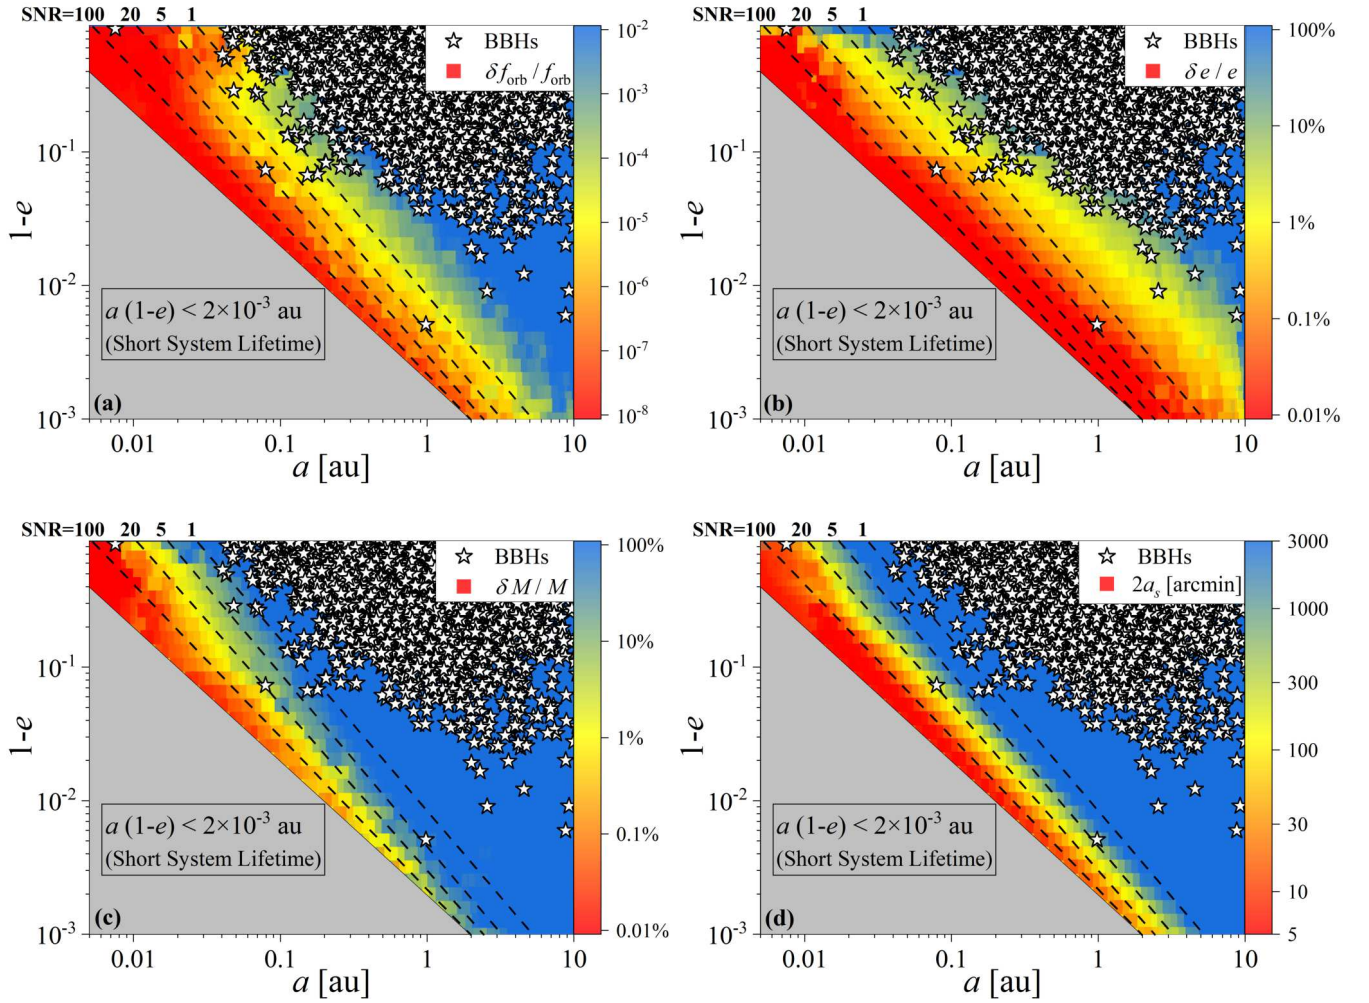 SNR=100 20 5 1
BBHs
δf_orb / f_orb
10⁻²
10⁻³
10⁻⁴
10⁻⁵
10⁻⁶
10⁻⁷
10⁻⁸
10⁻¹
10⁻²
10⁻³
1-e
a (1-e) < 2×10⁻³ au
(Short System Lifetime)
(a)
0.01 0.1 1 10
a [au]
BBHs
δe / e
100%
10%
1%
0.1%
0.01%
10⁻¹
10⁻²
10⁻³
1-e
a (1-e) < 2×10⁻³ au
(Short System Lifetime)
(b)
0.01 0.1 1 10
a [au]
SNR=100 20 5 1
SNR=100 20 5 1
BBHs
δM / M
100%
10%
1%
0.1%
0.01%
10⁻¹
10⁻²
10⁻³
1-e
a (1-e) < 2×10⁻³ au
(Short System Lifetime)
(c)
0.01 0.1 1 10
a [au]
SNR=100 20 5 1
BBHs
2a_s [arcmin]
3000
1000
300
100
30
10
5
10⁻¹
10⁻²
10⁻³
1-e
a (1-e) < 2×10⁻³ au
(Short System Lifetime)
(d)
0.01 0.1 1 10
a [au]